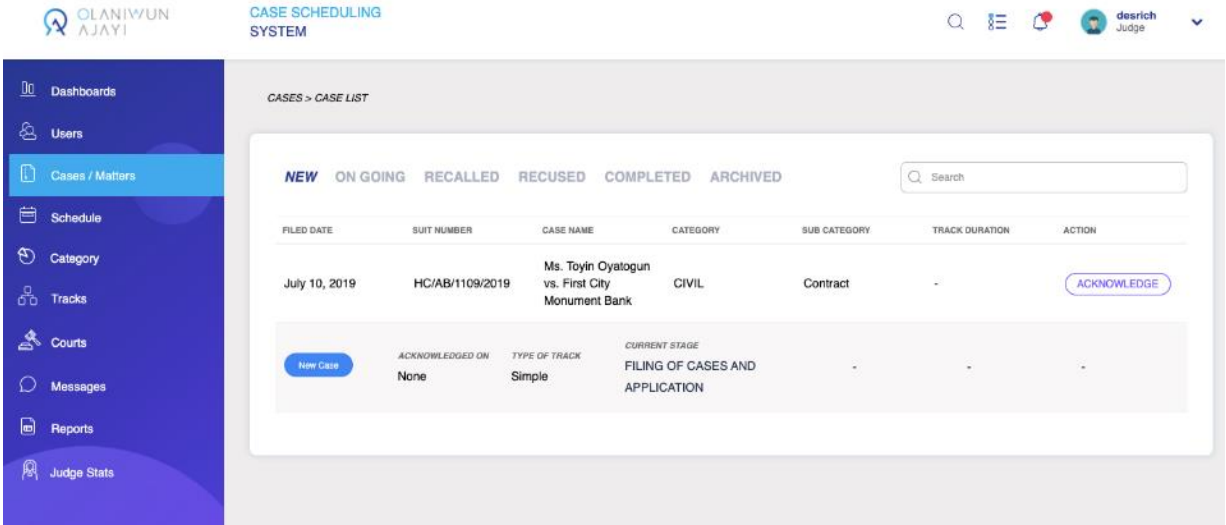 OLANIWUN
AJAYI
CASE SCHEDULING
SYSTEM
desrich
Judge
Dashboards
Users
Cases / Matters
Schedule
Category
Tracks
Courts
Messages
Reports
Judge Stats
CASES > CASE LIST
NEW ON GOING RECALLED RECUSED COMPLETED ARCHIVED
Search
FILED DATE SUIT NUMBER CASE NAME CATEGORY SUB CATEGORY TRACK DURATION ACTION
July 10, 2019 HC/AB/1109/2019 Ms. Toyin Oyatogun
vs. First City
Monument Bank
CIVIL Contract - ACKNOWLEDGE
New Case
ACKNOWLEDGED ON
None
TYPE OF TRACK
Simple
CURRENT STAGE
FILING OF CASES AND
APPLICATION
- - -